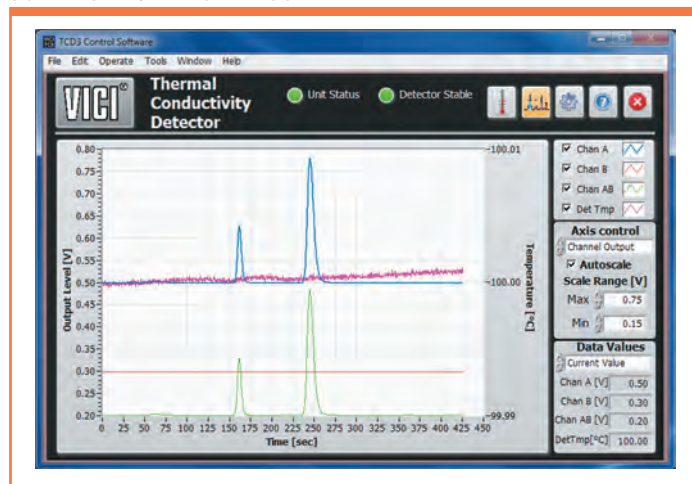 TCD3 Control Software
File Edit Operate Tools Window Help
VICI®
Thermal
Conductivity
Detector
Unit Status
Detector Stable
Chan A
Chan B
Chan AB
Det Tmp
Axis control
Channel Output
Autoscale
Scale Range [V]
Max 0.75
Min 0.15
Data Values
Current Value
Chan A [V] 0.50
Chan B [V] 0.30
Chan AB [V] 0.20
DetTmp[ºC] 100.00
Output Level [V]
0.80
0.75
0.70
0.65
0.60
0.55
0.50
0.45
0.40
0.35
0.30
0.25
0.20
100.01
100.00
99.99
Temperature [ºC]
0 25 50 75 100 125 150 175 200 225 250 275 300 325 350 375 400 425 450
Time [sec]